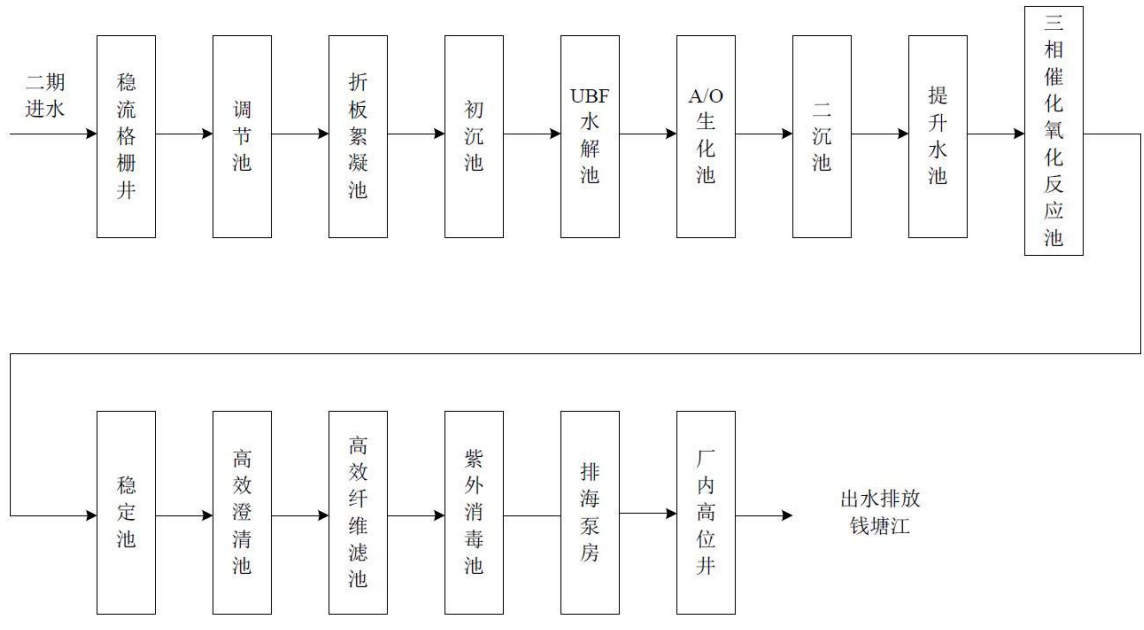 二期
进水
稳流格栅井
调节池
折板絮凝池
初沉池
UBF
水解池
A/O
生化池
二沉池
提升水池
三相催化氧化反应池
稳定池
高效澄清池
高效纤维滤池
紫外消毒池
排海泵房
厂内高位井
出水排放
钱塘江